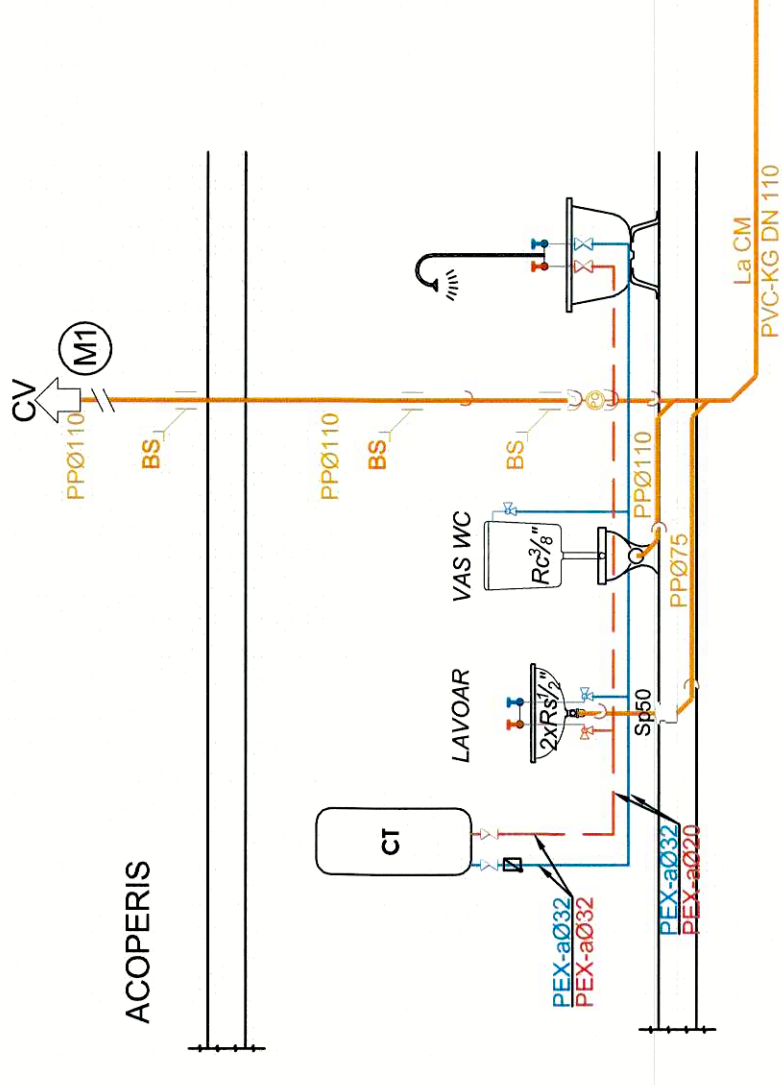 CV
M1
PPØ110
BS
ACOPERIS
PPØ110
BS
BS
CT
LAVOAR
2xRs1/2"
VAS WC
Rc3/8"
PC
PEX-aØ32
PEX-aØ32
PEX-aØ32
PEX-aØ20
Sp50
PPØ75
PPØ110
La CM
PVC-KG DN 110